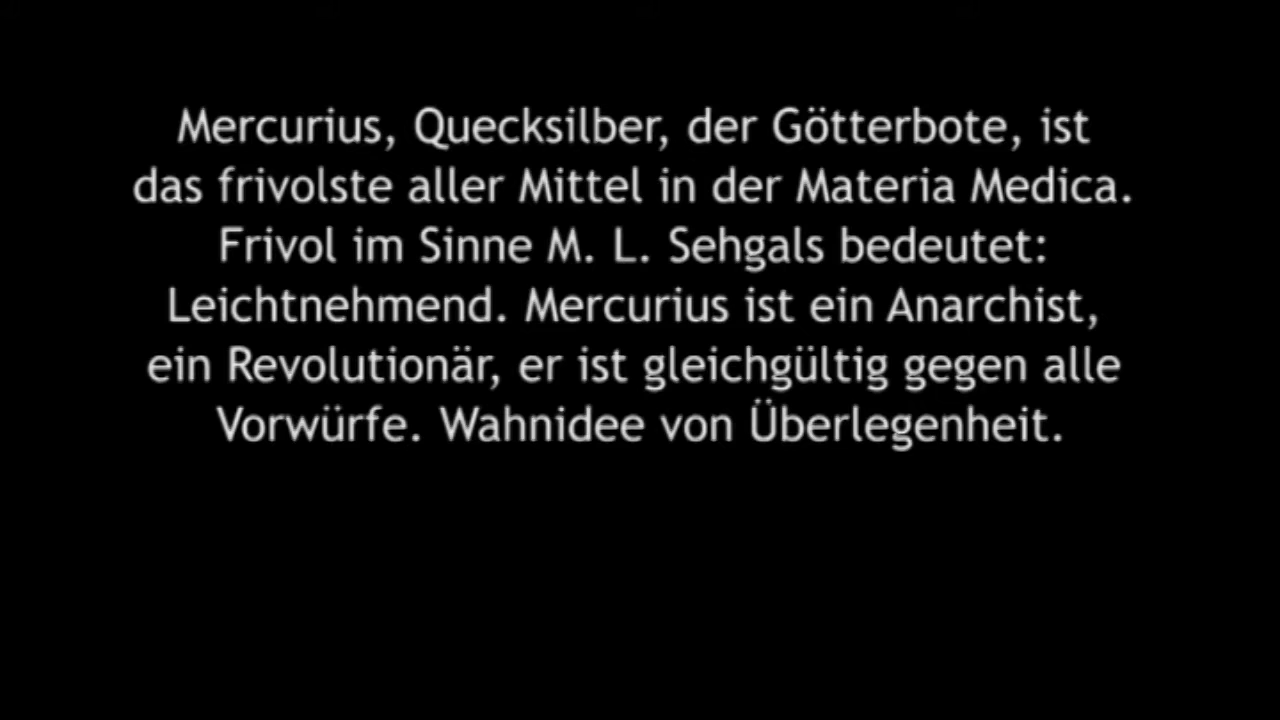 Mercurius, Quecksilber, der Götterbote, ist
das frivolste aller Mittel in der Materia Medica.
Frivol im Sinne M. L. Sehgals bedeutet:
Leichtnehmend. Mercurius ist ein Anarchist,
ein Revolutionär, er ist gleichgültig gegen alle
Vorwürfe. Wahnidee von Überlegenheit.